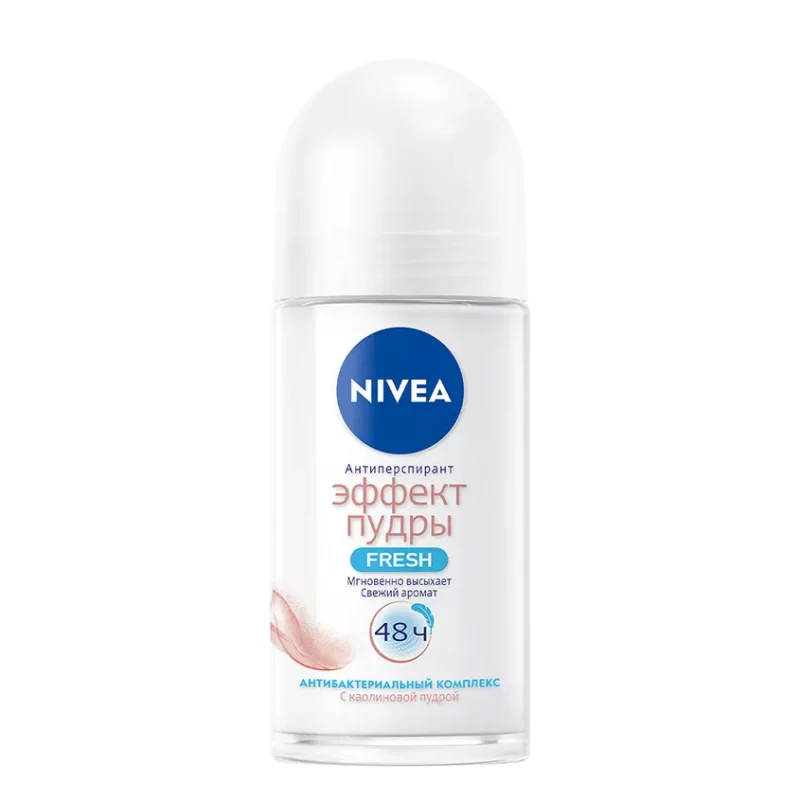 NIVEA
Антиперспирант
эффект
пудры
FRESH
Мгновенно высыхает
Свежий аромат
48 ч
АНТИБАКТЕРИАЛЬНЫЙ КОМПЛЕКС
С каолиновой пудрой